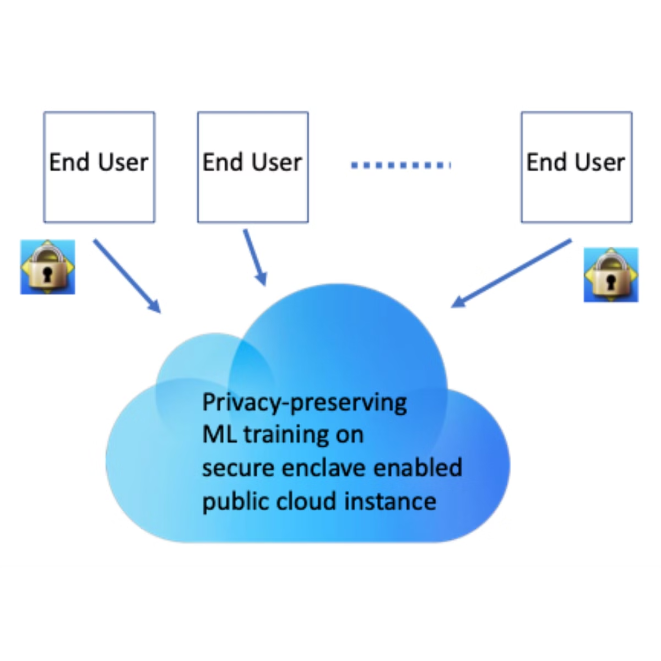 End User
End User
End User
Privacy-preserving
ML training on
secure enclave enabled
public cloud instance